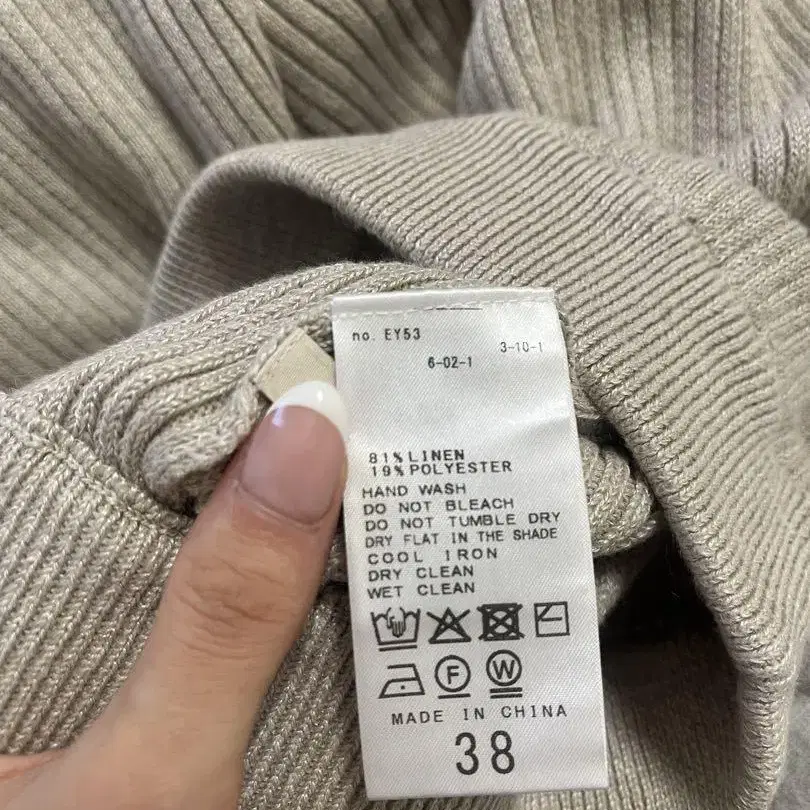 no. EY53
3-10-1
6-02-1
81%LINEN
19%POLYESTER
HAND WASH
DO NOT BLEACH
DO NOT TUMBLE DRY
DRY FLAT IN THE SHADE
COOL IRON
DRY CLEAN
WET CLEAN
F W
MADE IN CHINA
38